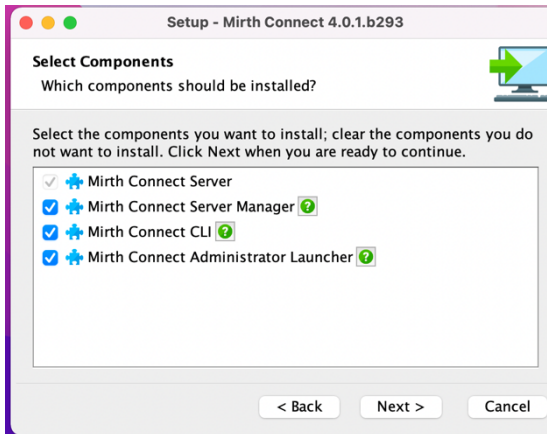 Setup - Mirth Connect 4.0.1.b293
Select Components
Which components should be installed?
Select the components you want to install; clear the components you do
not want to install. Click Next when you are ready to continue.
Mirth Connect Server
Mirth Connect Server Manager ?
Mirth Connect CLI ?
Mirth Connect Administrator Launcher ?
< Back Next > Cancel